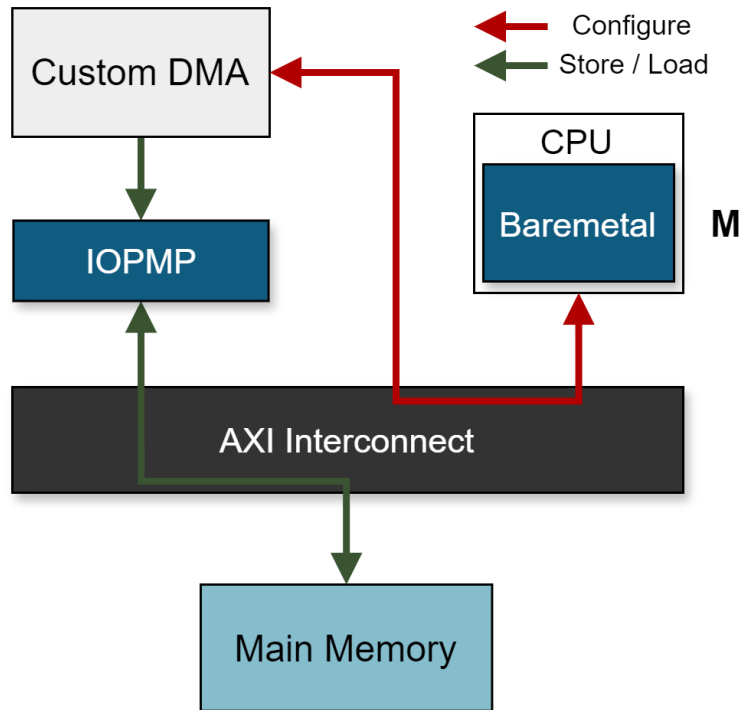 Configure
Store / Load
Custom DMA
CPU
Baremetal
M
IOPMP
AXI Interconnect
Main Memory